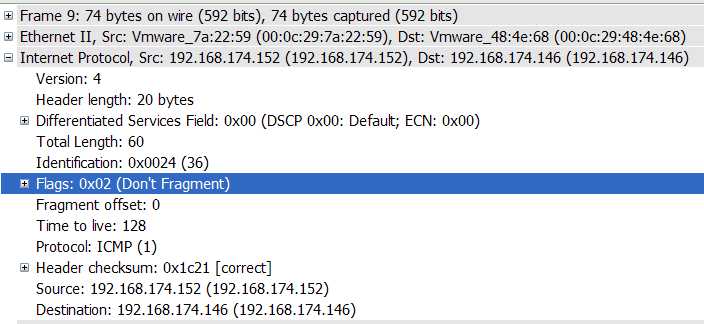 Frame 9: 74 bytes on wire (592 bits), 74 bytes captured (592 bits)
Ethernet II, Src: Vmware_7a:22:59 (00:0c:29:7a:22:59), Dst: Vmware_48:4e:68 (00:0c:29:48:4e:68)
Internet Protocol, Src: 192.168.174.152 (192.168.174.152), Dst: 192.168.174.146 (192.168.174.146)
Version: 4
Header length: 20 bytes
Differentiated Services Field: 0x00 (DSCP 0x00: Default; ECN: 0x00)
Total Length: 60
Identification: 0x0024 (36)
Flags: 0x02 (Don't Fragment)
Fragment offset: 0
Time to live: 128
Protocol: ICMP (1)
Header checksum: 0x1c21 [correct]
Source: 192.168.174.152 (192.168.174.152)
Destination: 192.168.174.146 (192.168.174.146)